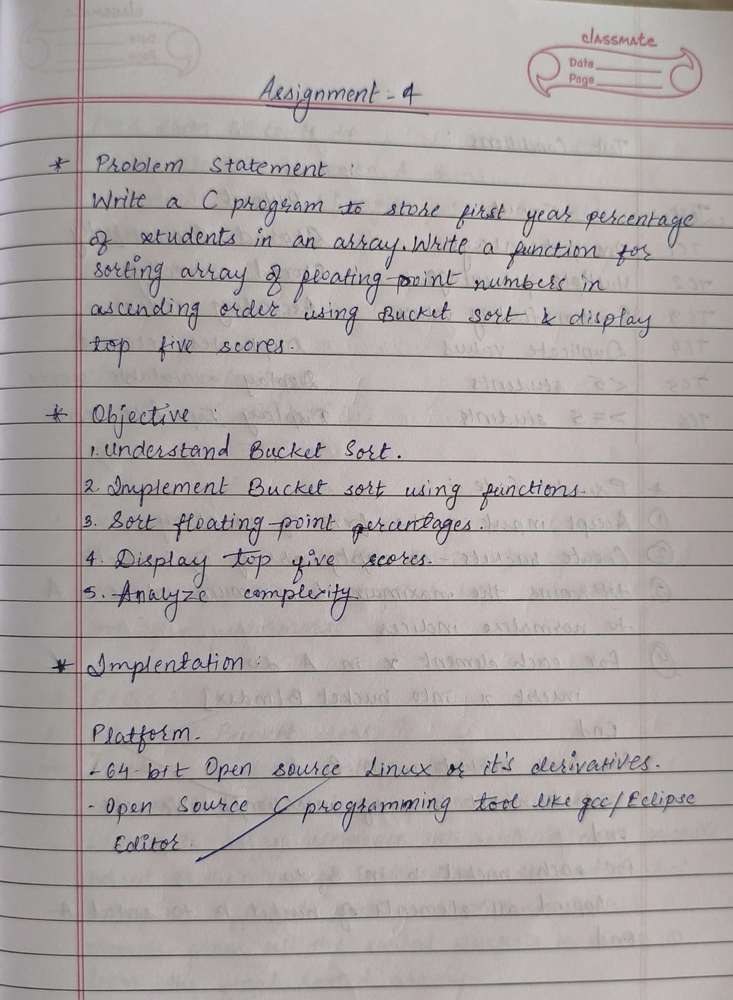 classmate
Date
Page
Assignment - 4
* Problem Statement :
Write a C program to store first year percentage
of students in an array. Write a function for
sorting array of floating-point numbers in
ascending order using Bucket Sort & display
top five scores.
* Objective :
1. Understand Bucket Sort.
2. Implement Bucket sort using functions.
3. Sort floating-point percentages.
4. Display top five scores.
5. Analyze complexity
* Implentation :
Platform -
- 64-bit Open source Linux or it's derivatives.
- Open Source C programming tool like gcc/Eclipse
Editor.